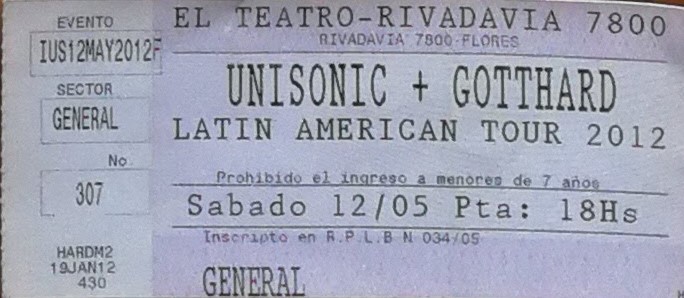 EVENTO
IUS12MAY2012F
SECTOR
GENERAL
No
307
HARDM2
19JAN12
430
EL TEATRO-RIVADAVIA 7800
RIVADAVIA 7800-FLORES
UNISONIC + GOTTHARD
LATIN AMERICAN TOUR 2012
Prohibido el ingreso a menores de 7 años
Sabado 12/05 Pta: 18Hs
Inscripto en R.P.L.B N 034/05
GENERAL